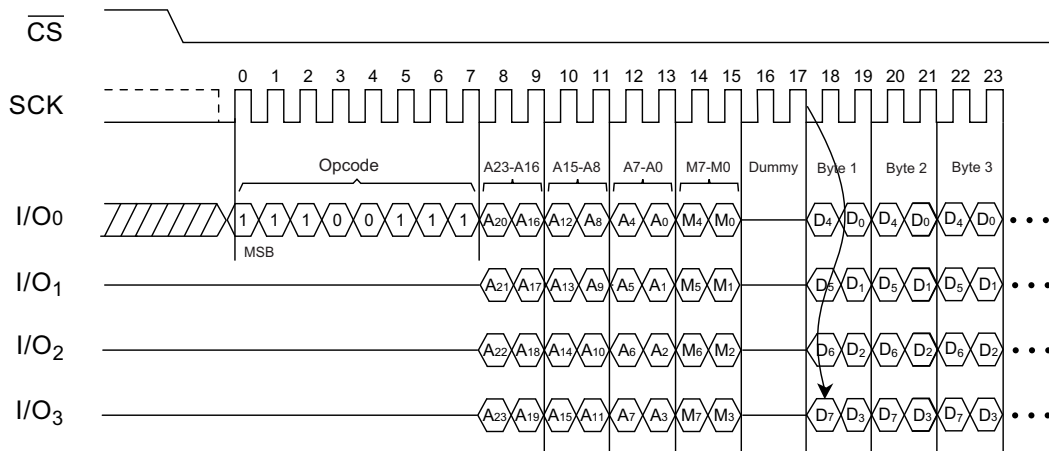 CS
0 1 2 3 4 5 6 7 8 9 10 11 12 13 14 15 16 17 18 19 20 21 22 23
SCK
Opcode A23-A16 A15-A8 A7-A0 M7-M0 Dummy Byte 1 Byte 2 Byte 3
I/O0 1 1 1 0 0 1 1 1 A20 A16 A12 A8 A4 A0 M4 M0 D4 D0 D4 D0 D4 D0 • • •
MSB
I/O1 A21 A17 A13 A9 A5 A1 M5 M1 D5 D1 D5 D1 D5 D1 • • •
I/O2 A22 A18 A14 A10 A6 A2 M6 M2 D6 D2 D6 D2 D6 D2 • • •
I/O3 A23 A19 A15 A11 A7 A3 M7 M3 D7 D3 D7 D3 D7 D3 • • •